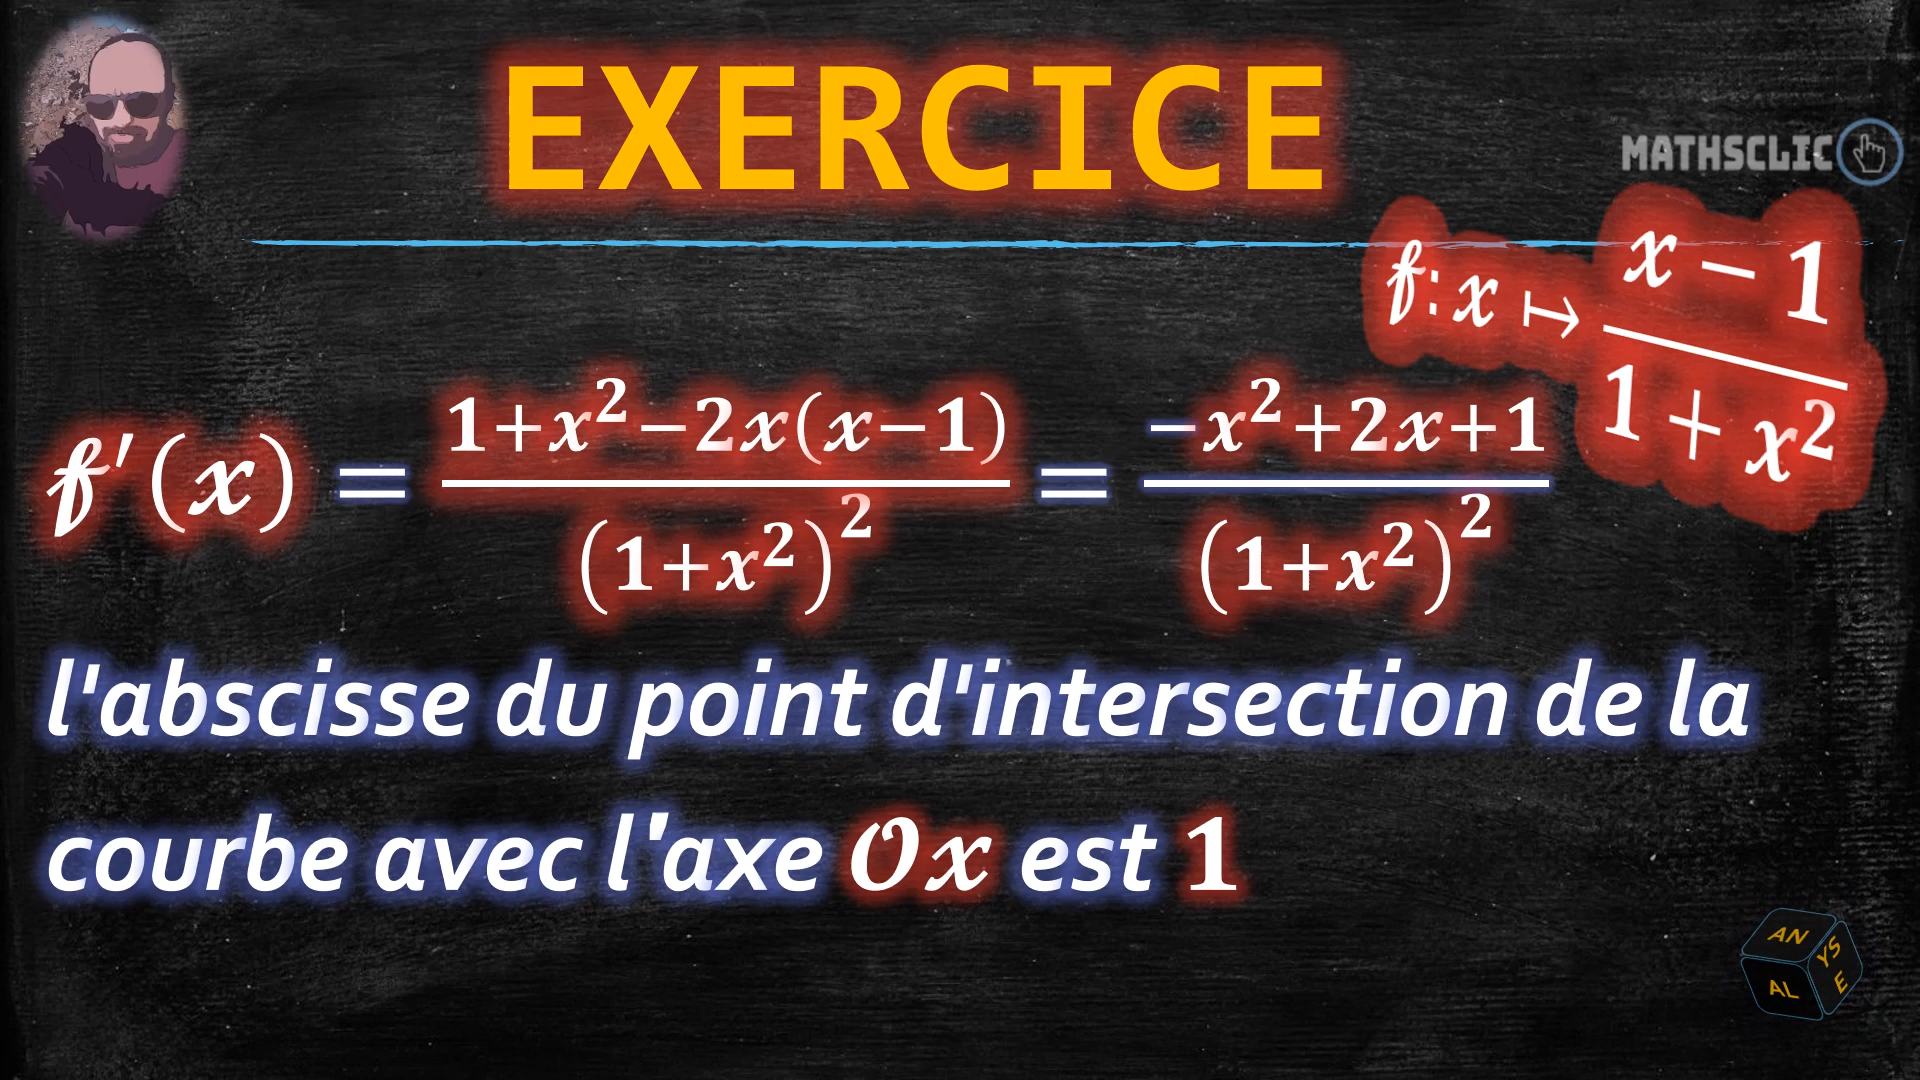 EXERCICE
MATHSCLIC
f: x ↦ (x − 1)/(1 + x²)
f′(x) = (1+x²−2x(x−1))/(1+x²)² = (−x²+2x+1)/(1+x²)²
l'abscisse du point d'intersection de la
courbe avec l'axe Ox est 1
AN
AL
YS
E